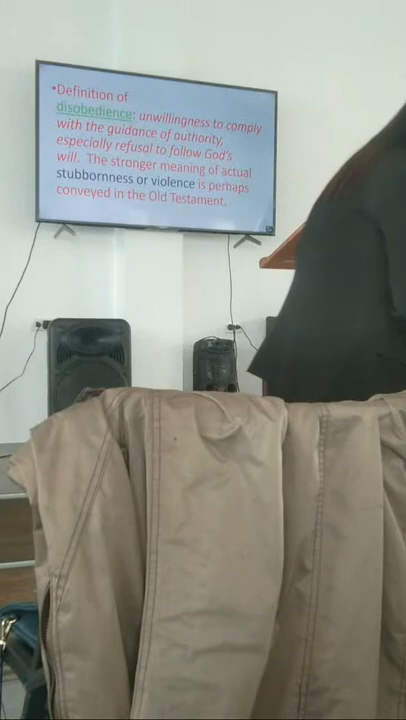 •Definition of
disobedience: unwillingness to comply
with the guidance of authority,
especially refusal to follow God's
will. The stronger meaning of actual
stubbornness or violence is perhaps
conveyed in the Old Testament.